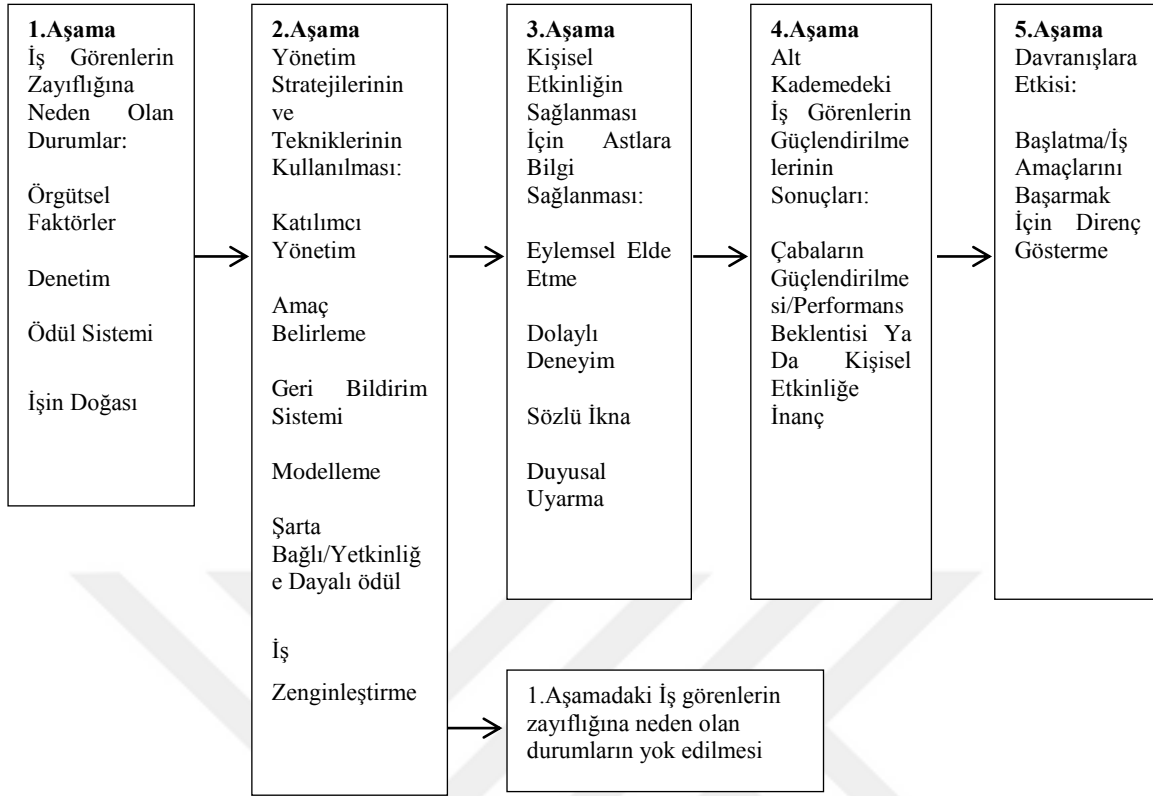 1.Aşama
İş Görenlerin
Zayıflığına
Neden Olan
Durumlar:
Örgütsel
Faktörler
Denetim
Ödül Sistemi
İşin Doğası
2.Aşama
Yönetim
Stratejilerinin
ve
Tekniklerinin
Kullanılması:
Katılımcı
Yönetim
Amaç
Belirleme
Geri Bildirim
Sistemi
Modelleme
Şarta
Bağlı/Yetkinliğ
e Dayalı ödül
İş
Zenginleştirme
3.Aşama
Kişisel
Etkinliğin
Sağlanması
İçin Astlara
Bilgi
Sağlanması:
Eylemsel Elde
Etme
Dolaylı
Deneyim
Sözlü İkna
Duyusal
Uyarma
4.Aşama
Alt
Kademedeki
İş Görenlerin
Güçlendirilme
lerinin
Sonuçları:
Çabaların
Güçlendirilme
si/Performans
Beklentisi Ya
Da Kişisel
Etkinliğe
İnanç
5.Aşama
Davranışlara
Etkisi:
Başlatma/İş
Amaçlarını
Başarmak
İçin Direnç
Gösterme
1.Aşamadaki İş görenlerin
zayıflığına neden olan
durumların yok edilmesi